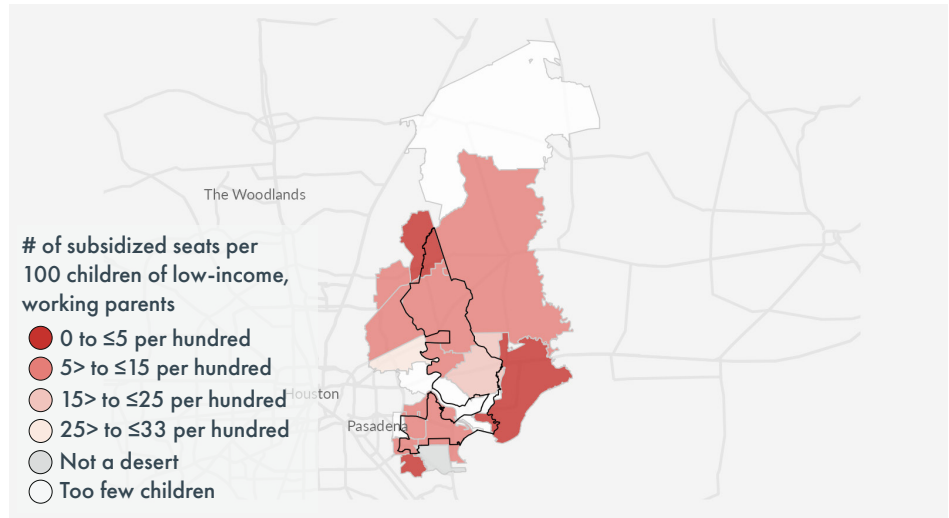 The Woodlands
# of subsidized seats per
100 children of low-income,
working parents
0 to ≤5 per hundred
5> to ≤15 per hundred
15> to ≤25 per hundred
Houston
25> to ≤33 per hundred
Pasadena
Not a desert
Too few children